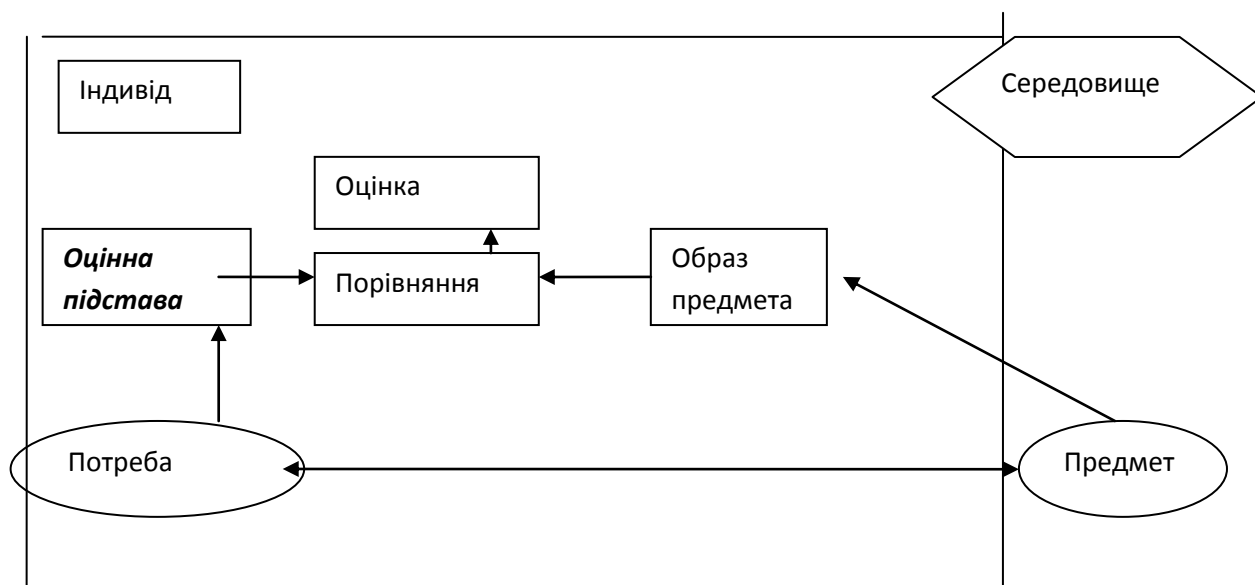 Індивід
Середовище
Оцінка
Оцінна
підстава
Порівняння
Образ
предмета
Потреба
Предмет